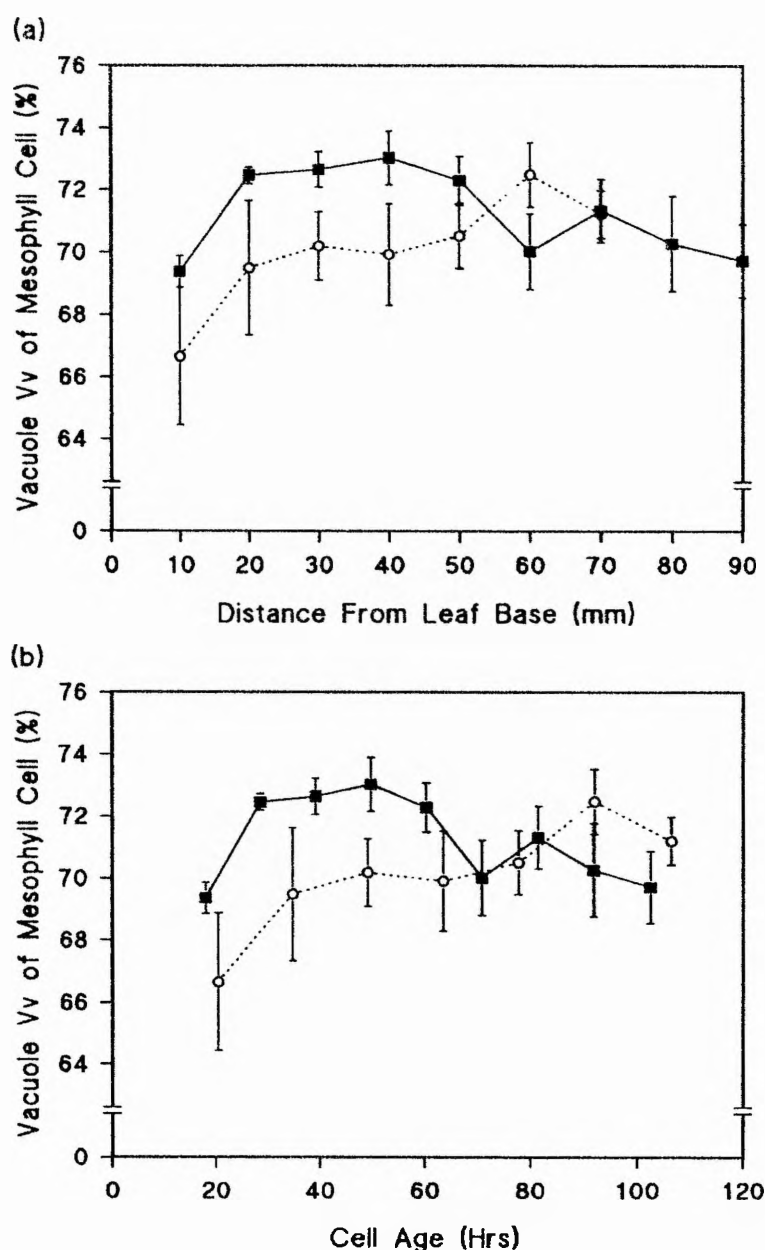 (a)
Vacuole Vv of Mesophyll Cell (%)
76
74
72
70
68
66
64
0
0 10 20 30 40 50 60 70 80 90
Distance From Leaf Base (mm)
(b)
Vacuole Vv of Mesophyll Cell (%)
76
74
72
70
68
66
64
0
0 20 40 60 80 100 120
Cell Age (Hrs)